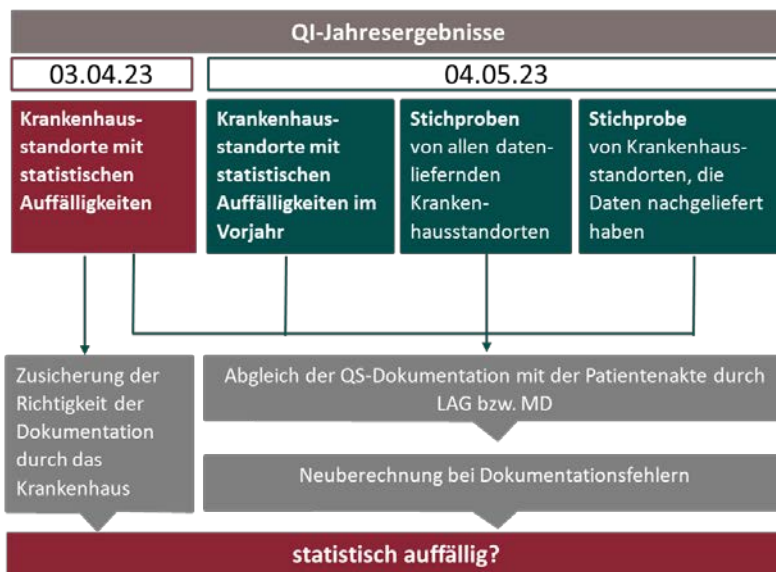 QI-Jahresergebnisse
03.04.23
04.05.23
Krankenhaus-
standorte mit
statistischen
Auffälligkeiten
Krankenhaus-
standorte mit
statistischen
Auffälligkeiten im
Vorjahr
Stichproben
von allen daten-
liefernden
Kranken-
hausstandorten
Stichprobe
von Krankenhaus-
standorten, die
Daten nachgeliefert
haben
Zusicherung der
Richtigkeit der
Dokumentation
durch das
Krankenhaus
Abgleich der QS-Dokumentation mit der Patientenakte durch
LAG bzw. MD
Neuberechnung bei Dokumentationsfehlern
statistisch auffällig?